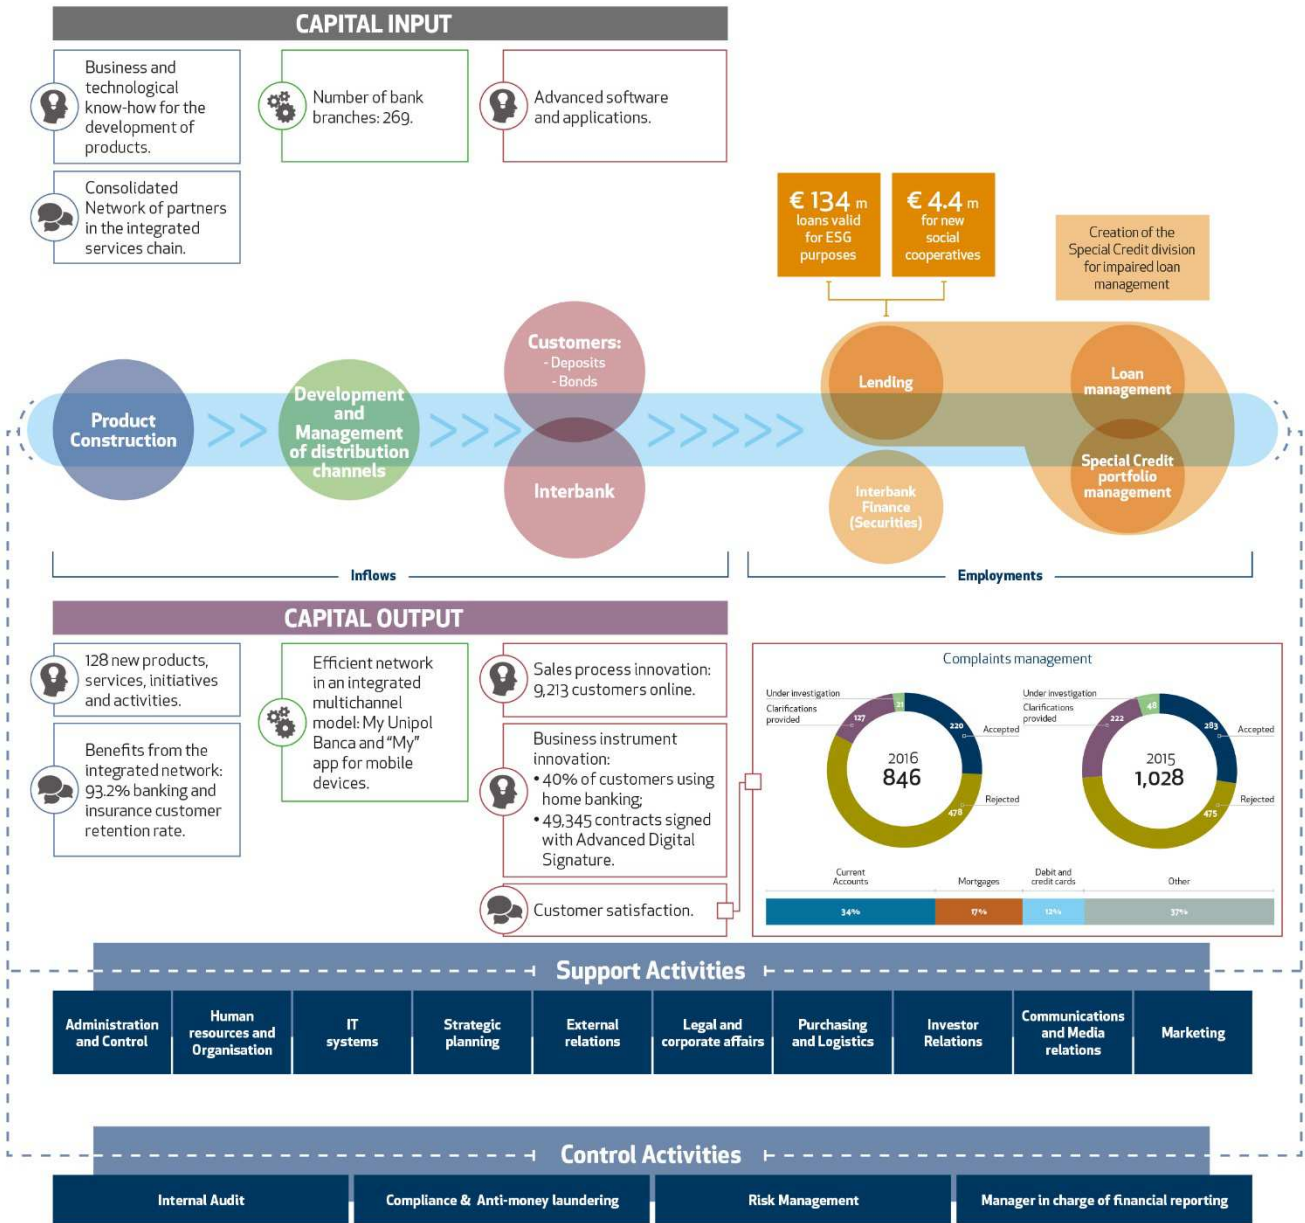 CAPITAL INPUT
Business and
technological
know-how for the
development of
products.
Number of bank
branches: 269.
Advanced software
and applications.
Consolidated
Network of partners
in the integrated
services chain.
€ 134 m
loans valid
for ESG
purposes
€ 4.4 m
for new
social
cooperatives
Creation of the
Special Credit division
for impaired loan
management
Product
Construction
Development
and
Management
of distribution
channels
Customers:
- Deposits
- Bonds
Interbank
Lending
Interbank
Finance
(Securities)
Loan
management
Special Credit
portfolio
management
Inflows
Employments
CAPITAL OUTPUT
128 new products,
services, initiatives
and activities.
Benefits from the
integrated network:
93.2% banking and
insurance customer
retention rate.
Efficient network
in an integrated
multichannel
model: My Unipol
Banca and "My"
app for mobile
devices.
Sales process innovation:
9,213 customers online.
Business instrument
innovation:
• 40% of customers using
home banking;
• 49,345 contracts signed
with Advanced Digital
Signature.
Customer satisfaction.
Complaints management
Under investigation
Clarifications
provided
21
127
220
Accepted
2016
846
Rejected
478
Under investigation
Clarifications
provided
48
222
283
Accepted
2015
1,028
Rejected
475
Current
Accounts
Mortgages
Debit and
credit cards
Other
34%
17%
12%
37%
Support Activities
Administration
and Control
Human
resources and
Organisation
IT
systems
Strategic
planning
External
relations
Legal and
corporate affairs
Purchasing
and Logistics
Investor
Relations
Communications
and Media
relations
Marketing
Control Activities
Internal Audit
Compliance & Anti-money laundering
Risk Management
Manager in charge of financial reporting